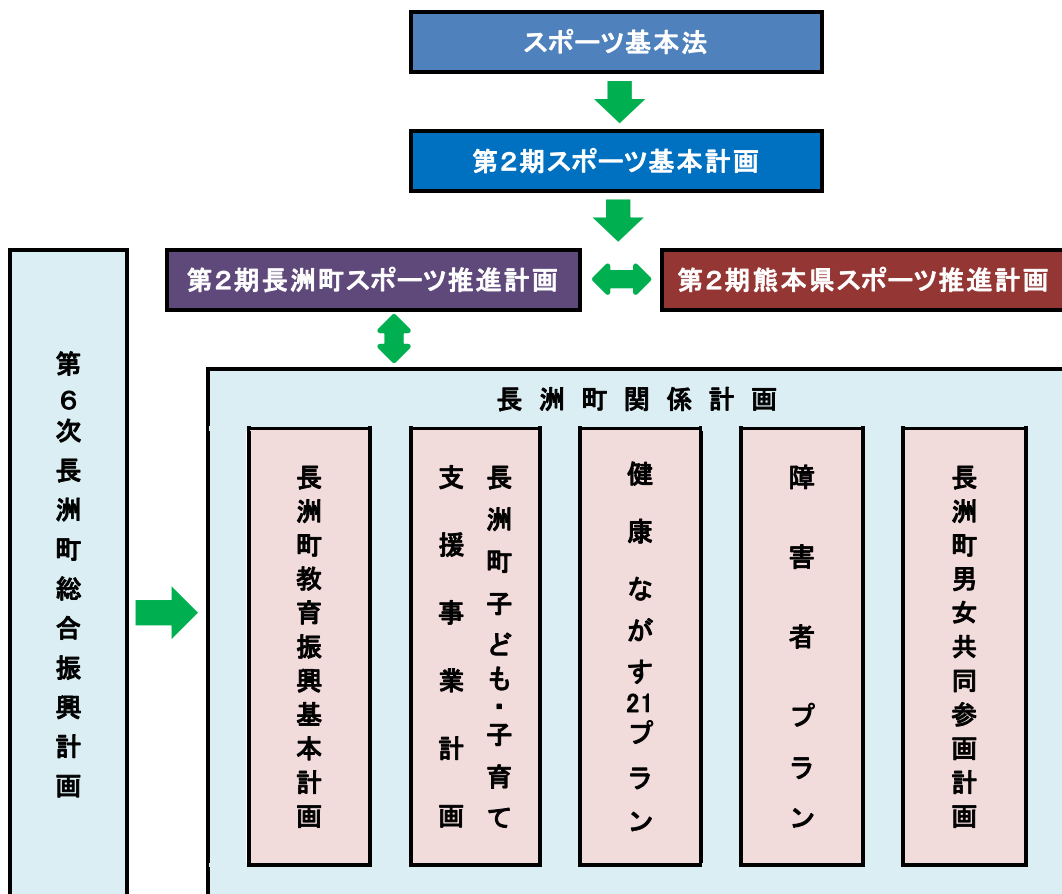 スポーツ基本法
第2期スポーツ基本計画
第2期長洲町スポーツ推進計画
第2期熊本県スポーツ推進計画
第6次長洲町総合振興計画
長洲町関係計画
長洲町教育振興基本計画
長洲町子ども・子育て
支援事業計画
健康ながす21プラン
障害者プラン
長洲町男女共同参画計画